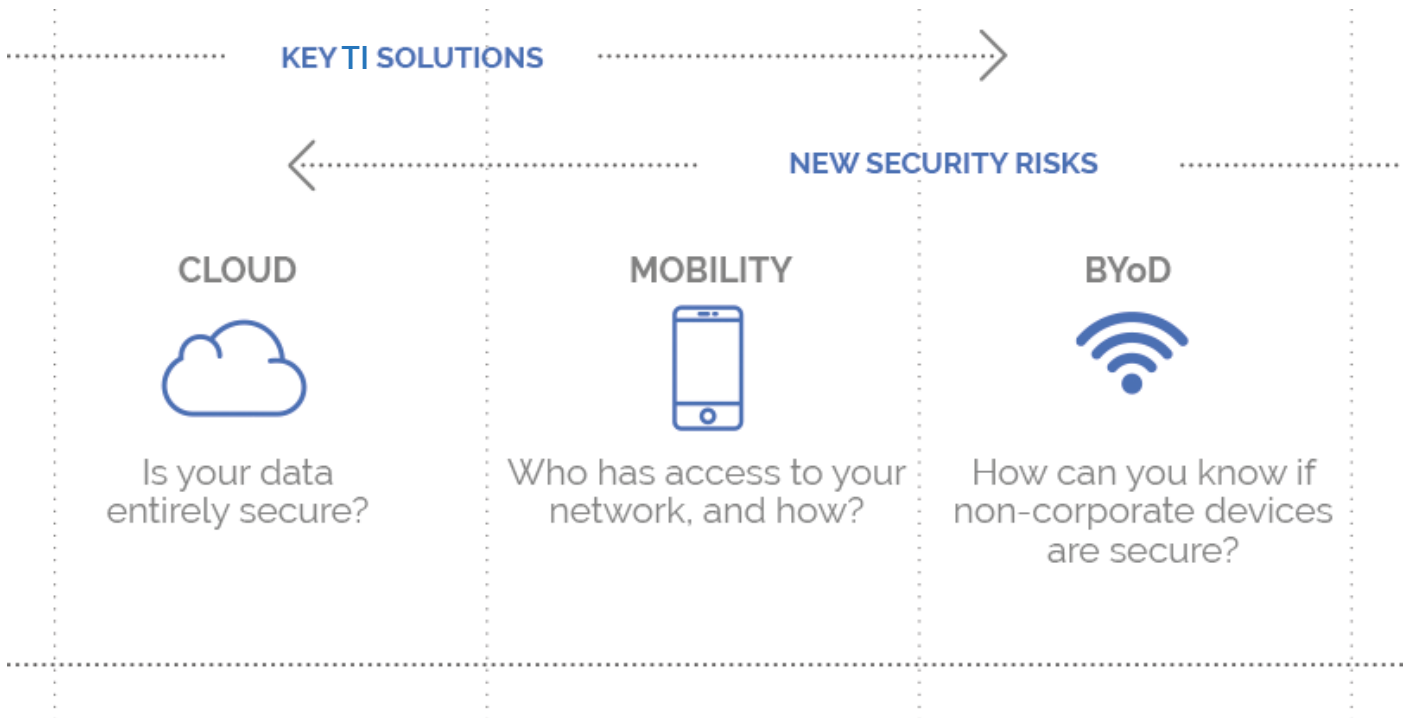 KEY TI SOLUTIONS
NEW SECURITY RISKS
CLOUD
Is your data
entirely secure?
MOBILITY
Who has access to your
network, and how?
BYoD
How can you know if
non-corporate devices
are secure?